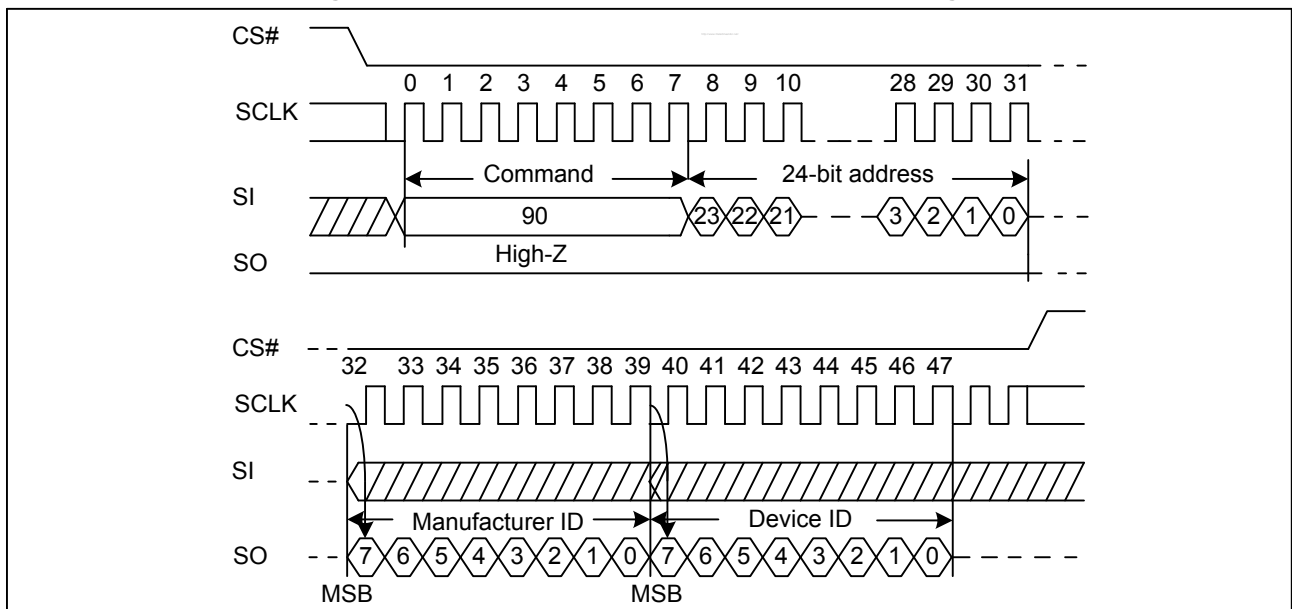 CS#
0 1 2 3 4 5 6 7 8 9 10 28 29 30 31
SCLK
Command 24-bit address
SI
90 23 22 21 3 2 1 0
High-Z
SO
CS#
32 33 34 35 36 37 38 39 40 41 42 43 44 45 46 47
SCLK
SI
Manufacturer ID Device ID
SO 7 6 5 4 3 2 1 0 7 6 5 4 3 2 1 0
MSB MSB